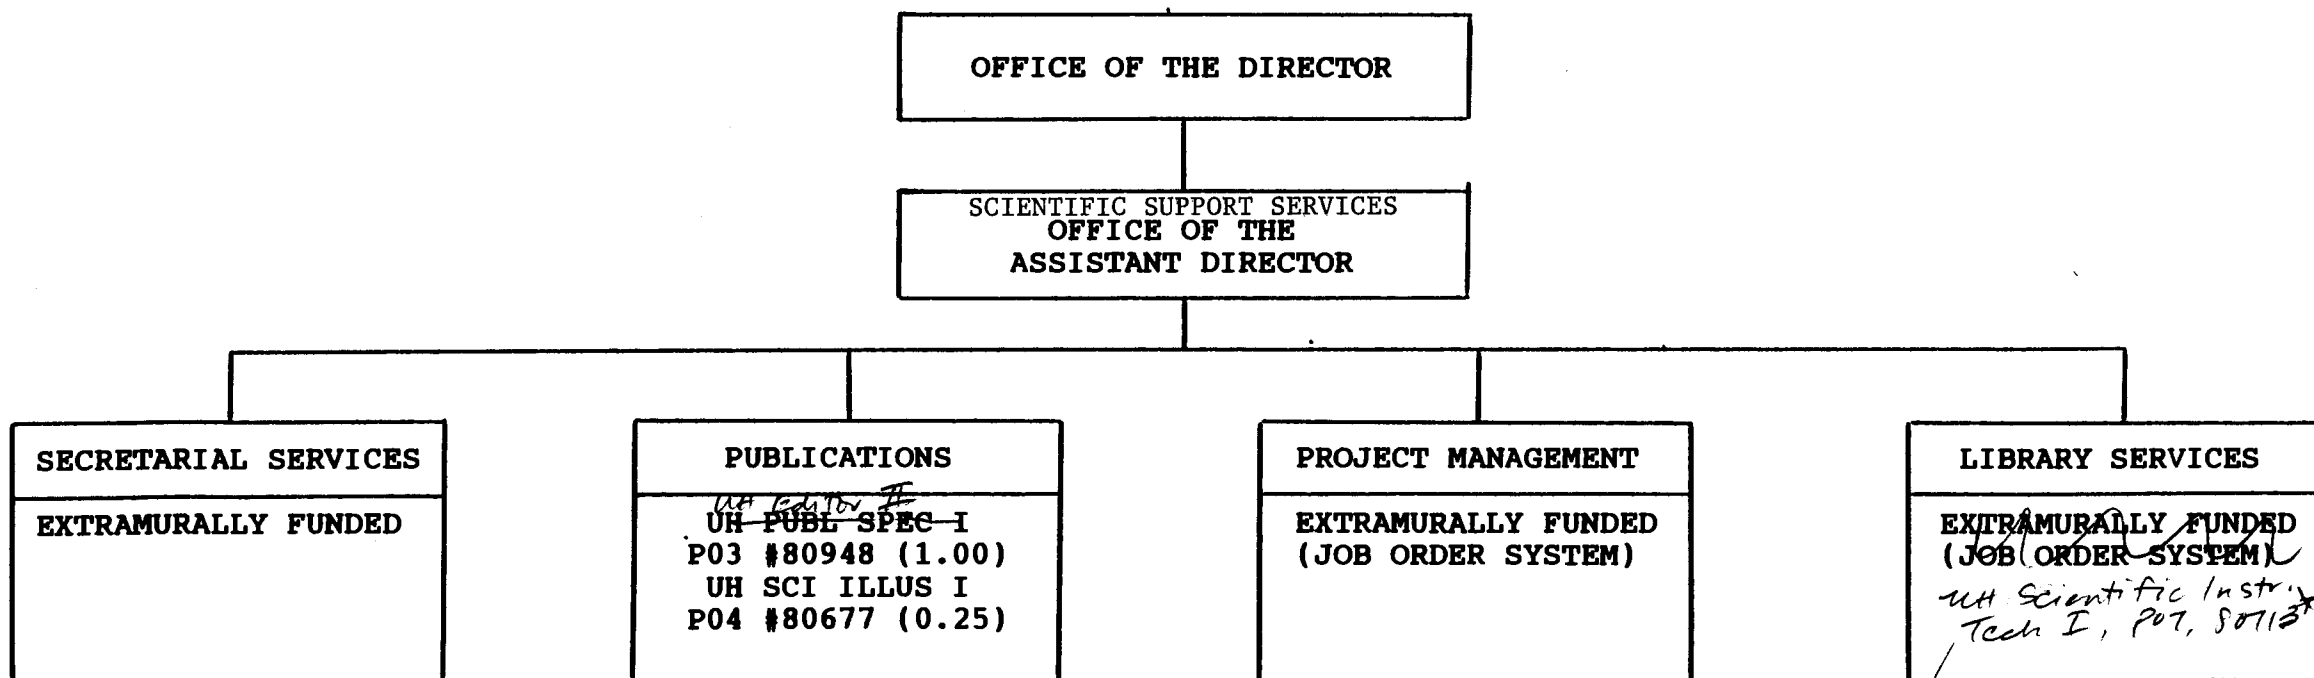 OFFICE OF THE DIRECTOR
SCIENTIFIC SUPPORT SERVICES
OFFICE OF THE
ASSISTANT DIRECTOR
SECRETARIAL SERVICES
EXTRAMURALLY FUNDED
PUBLICATIONS
UH Editor II
UH PUBL SPEC I
P03 #80948 (1.00)
UH SCI ILLUS I
P04 #80677 (0.25)
PROJECT MANAGEMENT
EXTRAMURALLY FUNDED
(JOB ORDER SYSTEM)
LIBRARY SERVICES
EXTRAMURALLY FUNDED
(JOB ORDER SYSTEM)
UH Scientific Instr.
Tech I, P07, 80713*